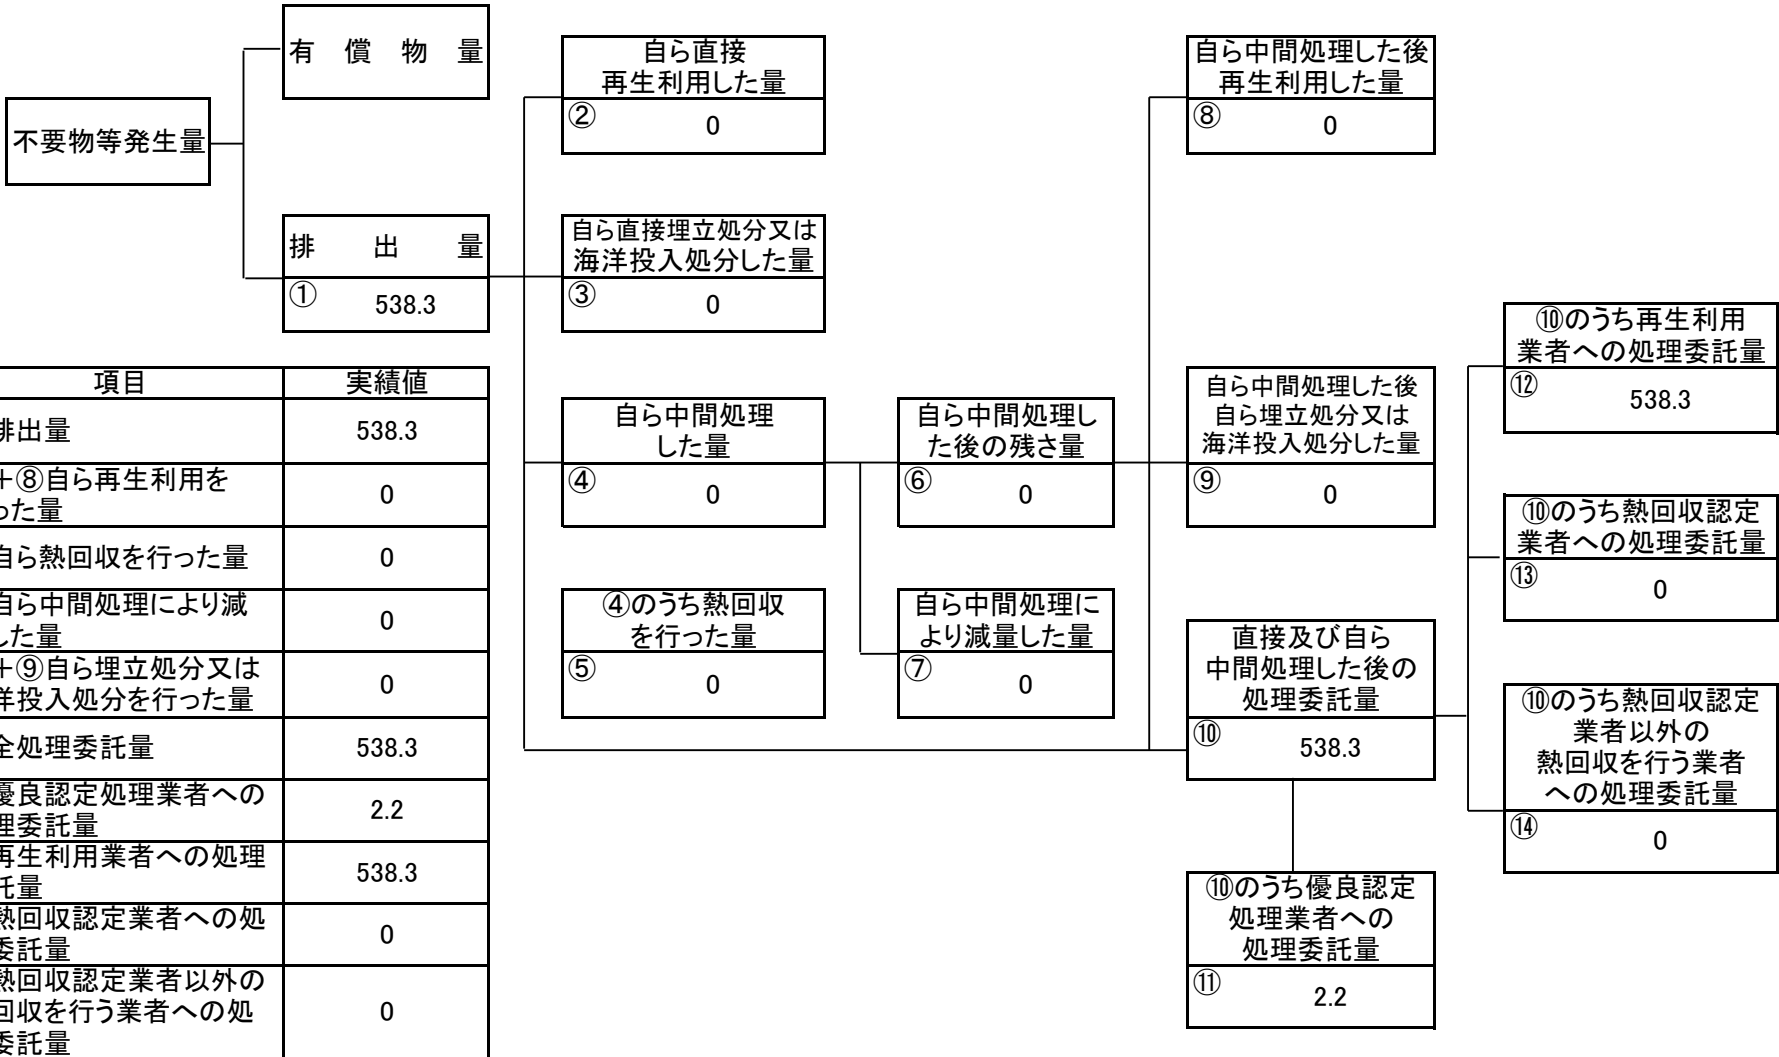 有 償 物 量
不要物等発生量
排 出 量
① 538.3
自ら直接
再生利用した量
② 0
自ら直接埋立処分又は
海洋投入処分した量
③ 0
自ら中間処理
した量
④ 0
④のうち熱回収
を行った量
⑤ 0
自ら中間処理し
た後の残さ量
⑥ 0
自ら中間処理に
より減量した量
⑦ 0
自ら中間処理した後
再生利用した量
⑧ 0
自ら中間処理した後
自ら埋立処分又は
海洋投入処分した量
⑨ 0
直接及び自ら
中間処理した後の
処理委託量
⑩ 538.3
⑩のうち優良認定
処理業者への
処理委託量
⑪ 2.2
⑩のうち再生利用
業者への処理委託量
⑫ 538.3
⑩のうち熱回収認定
業者への処理委託量
⑬ 0
⑩のうち熱回収認定
業者以外の
熱回収を行う業者
への処理委託量
⑭ 0
項目 実績値
排出量 538.3
+⑧自ら再生利用を
った量 0
自ら熱回収を行った量 0
自ら中間処理により減
した量 0
+⑨自ら埋立処分又は
洋投入処分を行った量 0
全処理委託量 538.3
優良認定処理業者への
理委託量 2.2
再生利用業者への処理
託量 538.3
熱回収認定業者への処
委託量 0
熱回収認定業者以外の
回収を行う業者への処
委託量 0